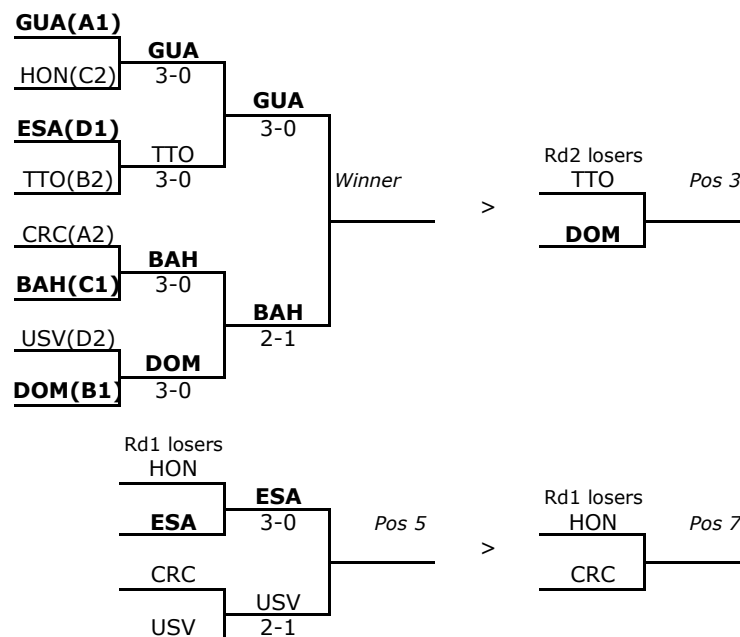 GUA(A1)
GUA
HON(C2)
3-0
GUA
3-0
ESA(D1)
TTO
TTO(B2)
3-0
Winner
>
Rd2 losers
TTO
Pos 3
DOM
CRC(A2)
BAH
BAH(C1)
3-0
BAH
2-1
USV(D2)
DOM
DOM(B1)
3-0
Rd1 losers
HON
ESA
ESA
3-0
Pos 5
>
Rd1 losers
HON
Pos 7
CRC
CRC
USV
USV
2-1